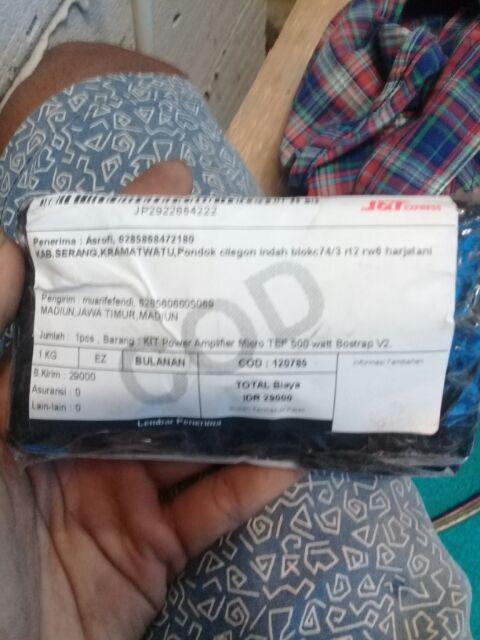 JP2922664222
J&T EXPRESS
Penerima : Asrofi, 6285868472180
KAB.SERANG,KRAMATWATU,Pondok cilegon indah blokc74/3 rt2 rw6 harjatani
COD
Pengirim : muarifefendi, 6285606605069
MADIUN,JAWA TIMUR,MADIUN
Jumlah : 1pcs , Barang : KIT Power Amplifier Micro TEF 500 watt Bostrap V2.
1 KG EZ BULANAN COD : 120785 Informasi Tambahan
B.Kirim : 29000
TOTAL Biaya
Asuransi : 0
IDR 29000
Lain-lain : 0
Lembar Penerima